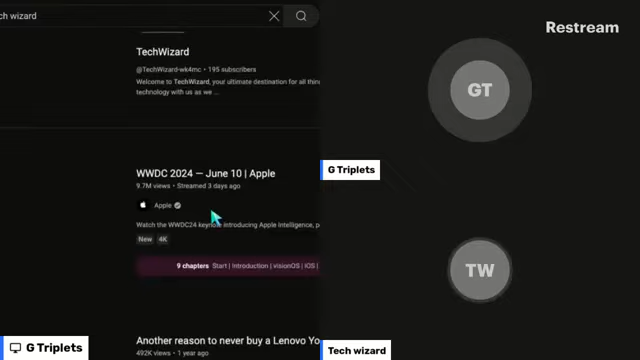 ch wizard
TechWizard
@TechWizard-wk4mc • 195 subscribers
Welcome to TechWizard, your ultimate destination for all thing
technology with us as we ...
WWDC 2024 — June 10 | Apple
9.7M views • Streamed 3 days ago
Apple
Watch the WWDC24 keynote introducing Apple Intelligence, p
New 4K
9 chapters Start | Introduction | visionOS | iOS |
Another reason to never buy a Lenovo Yo
492K views • 1 year ago
G Triplets
Restream
GT
G Triplets
TW
Tech wizard